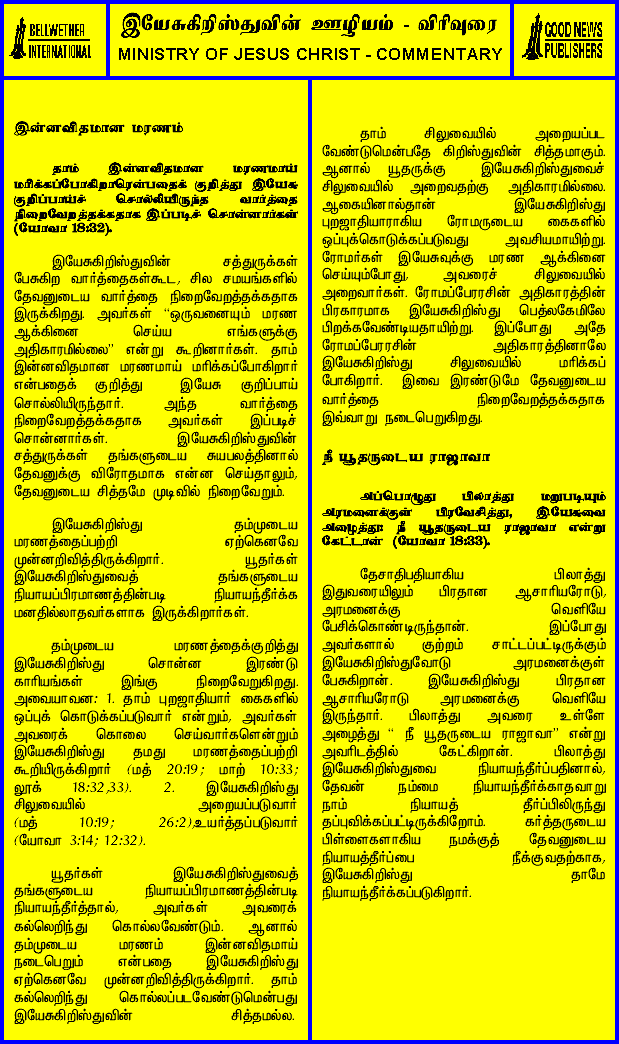 BELLWETHER
INTERNATIONAL
இயேசுகிறிஸ்துவின் ஊழியம் - விரிவுரை
MINISTRY OF JESUS CHRIST - COMMENTARY
GOOD NEWS
PUBLISHERS
இன்னவிதமான மரணம்
தாம் இன்னவிதமான மரணமாய்
மரிக்கப்போகிறாரென்பதைக் குறித்து இயேசு
குறிப்பாய்ச் சொல்லியிருந்த வார்த்தை
நிறைவேறத்தக்கதாக இப்படிச் சொன்னார்கள்
(யோவா 18:32).
இயேசுகிறிஸ்துவின் சத்துருக்கள்
பேசுகிற வார்த்தைகள்கூட, சில சமயங்களில்
தேவனுடைய வார்த்தை நிறைவேறத்தக்கதாக
இருக்கிறது. அவர்கள் “ஒருவனையும் மரண
ஆக்கினை செய்ய எங்களுக்கு
அதிகாரமில்லை” என்று கூறினார்கள். தாம்
இன்னவிதமான மரணமாய் மரிக்கப்போகிறார்
என்பதைக் குறித்து இயேசு குறிப்பாய்
சொல்லியிருந்தார். அந்த வார்த்தை
நிறைவேறத்தக்கதாக அவர்கள் இப்படிச்
சொன்னார்கள். இயேசுகிறிஸ்துவின்
சத்துருக்கள் தங்களுடைய சுயபலத்தினால்
தேவனுக்கு விரோதமாக என்ன செய்தாலும்,
தேவனுடைய சித்தமே முடிவில் நிறைவேறும்.
இயேசுகிறிஸ்து தம்முடைய
மரணத்தைப்பற்றி ஏற்கெனவே
முன்னறிவித்திருக்கிறார். யூதர்கள்
இயேசுகிறிஸ்துவைத் தங்களுடைய
நியாயப்பிரமாணத்தின்படி நியாயந்தீர்க்க
மனதில்லாதவர்களாக இருக்கிறார்கள்.
தம்முடைய மரணத்தைக்குறித்து
இயேசுகிறிஸ்து சொன்ன இரண்டு
காரியங்கள் இங்கு நிறைவேறுகிறது.
அவையாவன: 1. தாம் புறஜாதியார் கைகளில்
ஒப்புக் கொடுக்கப்படுவார் என்றும், அவர்கள்
அவரைக் கொலை செய்வார்களென்றும்
இயேசுகிறிஸ்து தமது மரணத்தைப்பற்றி
கூறியிருக்கிறார் (மத் 20:19; மாற் 10:33;
லூக் 18:32,33). 2. இயேசுகிறிஸ்து
சிலுவையில் அறையப்படுவார்
(மத் 10:19; 26:2),உயர்த்தப்படுவார்
(யோவா 3:14; 12:32).
யூதர்கள் இயேசுகிறிஸ்துவைத்
தங்களுடைய நியாயப்பிரமாணத்தின்படி
நியாயந்தீர்த்தால், அவர்கள் அவரைக்
கல்லெறிந்து கொல்லவேண்டும். ஆனால்
தம்முடைய மரணம் இன்னவிதமாய்
நடைபெறும் என்பதை இயேசுகிறிஸ்து
ஏற்கெனவே முன்னறிவித்திருக்கிறார். தாம்
கல்லெறிந்து கொல்லப்படவேண்டுமென்பது
இயேசுகிறிஸ்துவின் சித்தமல்ல.
தாம் சிலுவையில் அறையப்பட
வேண்டுமென்பதே கிறிஸ்துவின் சித்தமாகும்.
ஆனால் யூதருக்கு இயேசுகிறிஸ்துவைச்
சிலுவையில் அறைவதற்கு அதிகாரமில்லை.
ஆகையினால்தான் இயேசுகிறிஸ்து
புறஜாதியாராகிய ரோமருடைய கைகளில்
ஒப்புக்கொடுக்கப்படுவது அவசியமாயிற்று.
ரோமர்கள் இயேசுவுக்கு மரண ஆக்கினை
செய்யும்போது, அவரைச் சிலுவையில்
அறைவார்கள். ரோமப்பேரரசின் அதிகாரத்தின்
பிரகாரமாக இயேசுகிறிஸ்து பெத்லகேமிலே
பிறக்கவேண்டியதாயிற்று. இப்போது அதே
ரோமப்பேரரசின் அதிகாரத்தினாலே
இயேசுகிறிஸ்து சிலுவையில் மரிக்கப்
போகிறார். இவை இரண்டுமே தேவனுடைய
வார்த்தை நிறைவேறத்தக்கதாக
இவ்வாறு நடைபெறுகிறது.
நீ யூதருடைய ராஜாவா
அப்பொழுது பிலாத்து மறுபடியும்
அரமனைக்குள் பிரவேசித்து, இயேசுவை
அழைத்து: நீ யூதருடைய ராஜாவா என்று
கேட்டான் (யோவா 18:33).
தேசாதிபதியாகிய பிலாத்து
இதுவரையிலும் பிரதான ஆசாரியரோடு,
அரமனைக்கு வெளியே
பேசிக்கொண்டிருந்தான். இப்போது
அவர்களால் குற்றம் சாட்டப்பட்டிருக்கும்
இயேசுகிறிஸ்துவோடு அரமனைக்குள்
பேசுகிறான். இயேசுகிறிஸ்து பிரதான
ஆசாரியரோடு அரமனைக்கு வெளியே
இருந்தார். பிலாத்து அவரை உள்ளே
அழைத்து “ நீ யூதருடைய ராஜாவா” என்று
அவரிடத்தில் கேட்கிறான். பிலாத்து
இயேசுகிறிஸ்துவை நியாயந்தீர்ப்பதினால்,
தேவன் நம்மை நியாயந்தீர்க்காதவாறு
நாம் நியாயத் தீர்ப்பிலிருந்து
தப்புவிக்கப்பட்டிருக்கிறோம். கர்த்தருடைய
பிள்ளைகளாகிய நமக்குத் தேவனுடைய
நியாயத்தீர்ப்பை நீக்குவதற்காக,
இயேசுகிறிஸ்து தாமே
நியாயந்தீர்க்கப்படுகிறார்.